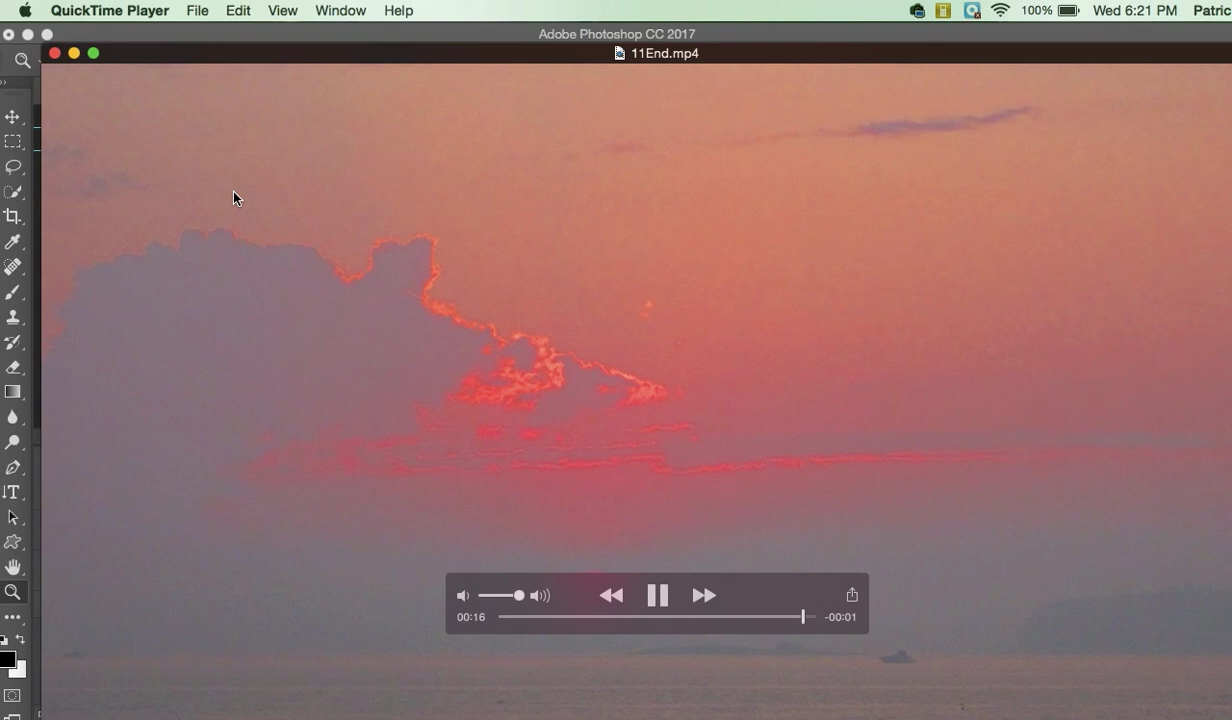 QuickTime Player File Edit View Window Help 100% Wed 6:21 PM Patric
Adobe Photoshop CC 2017
11End.mp4
00:16 -00:01